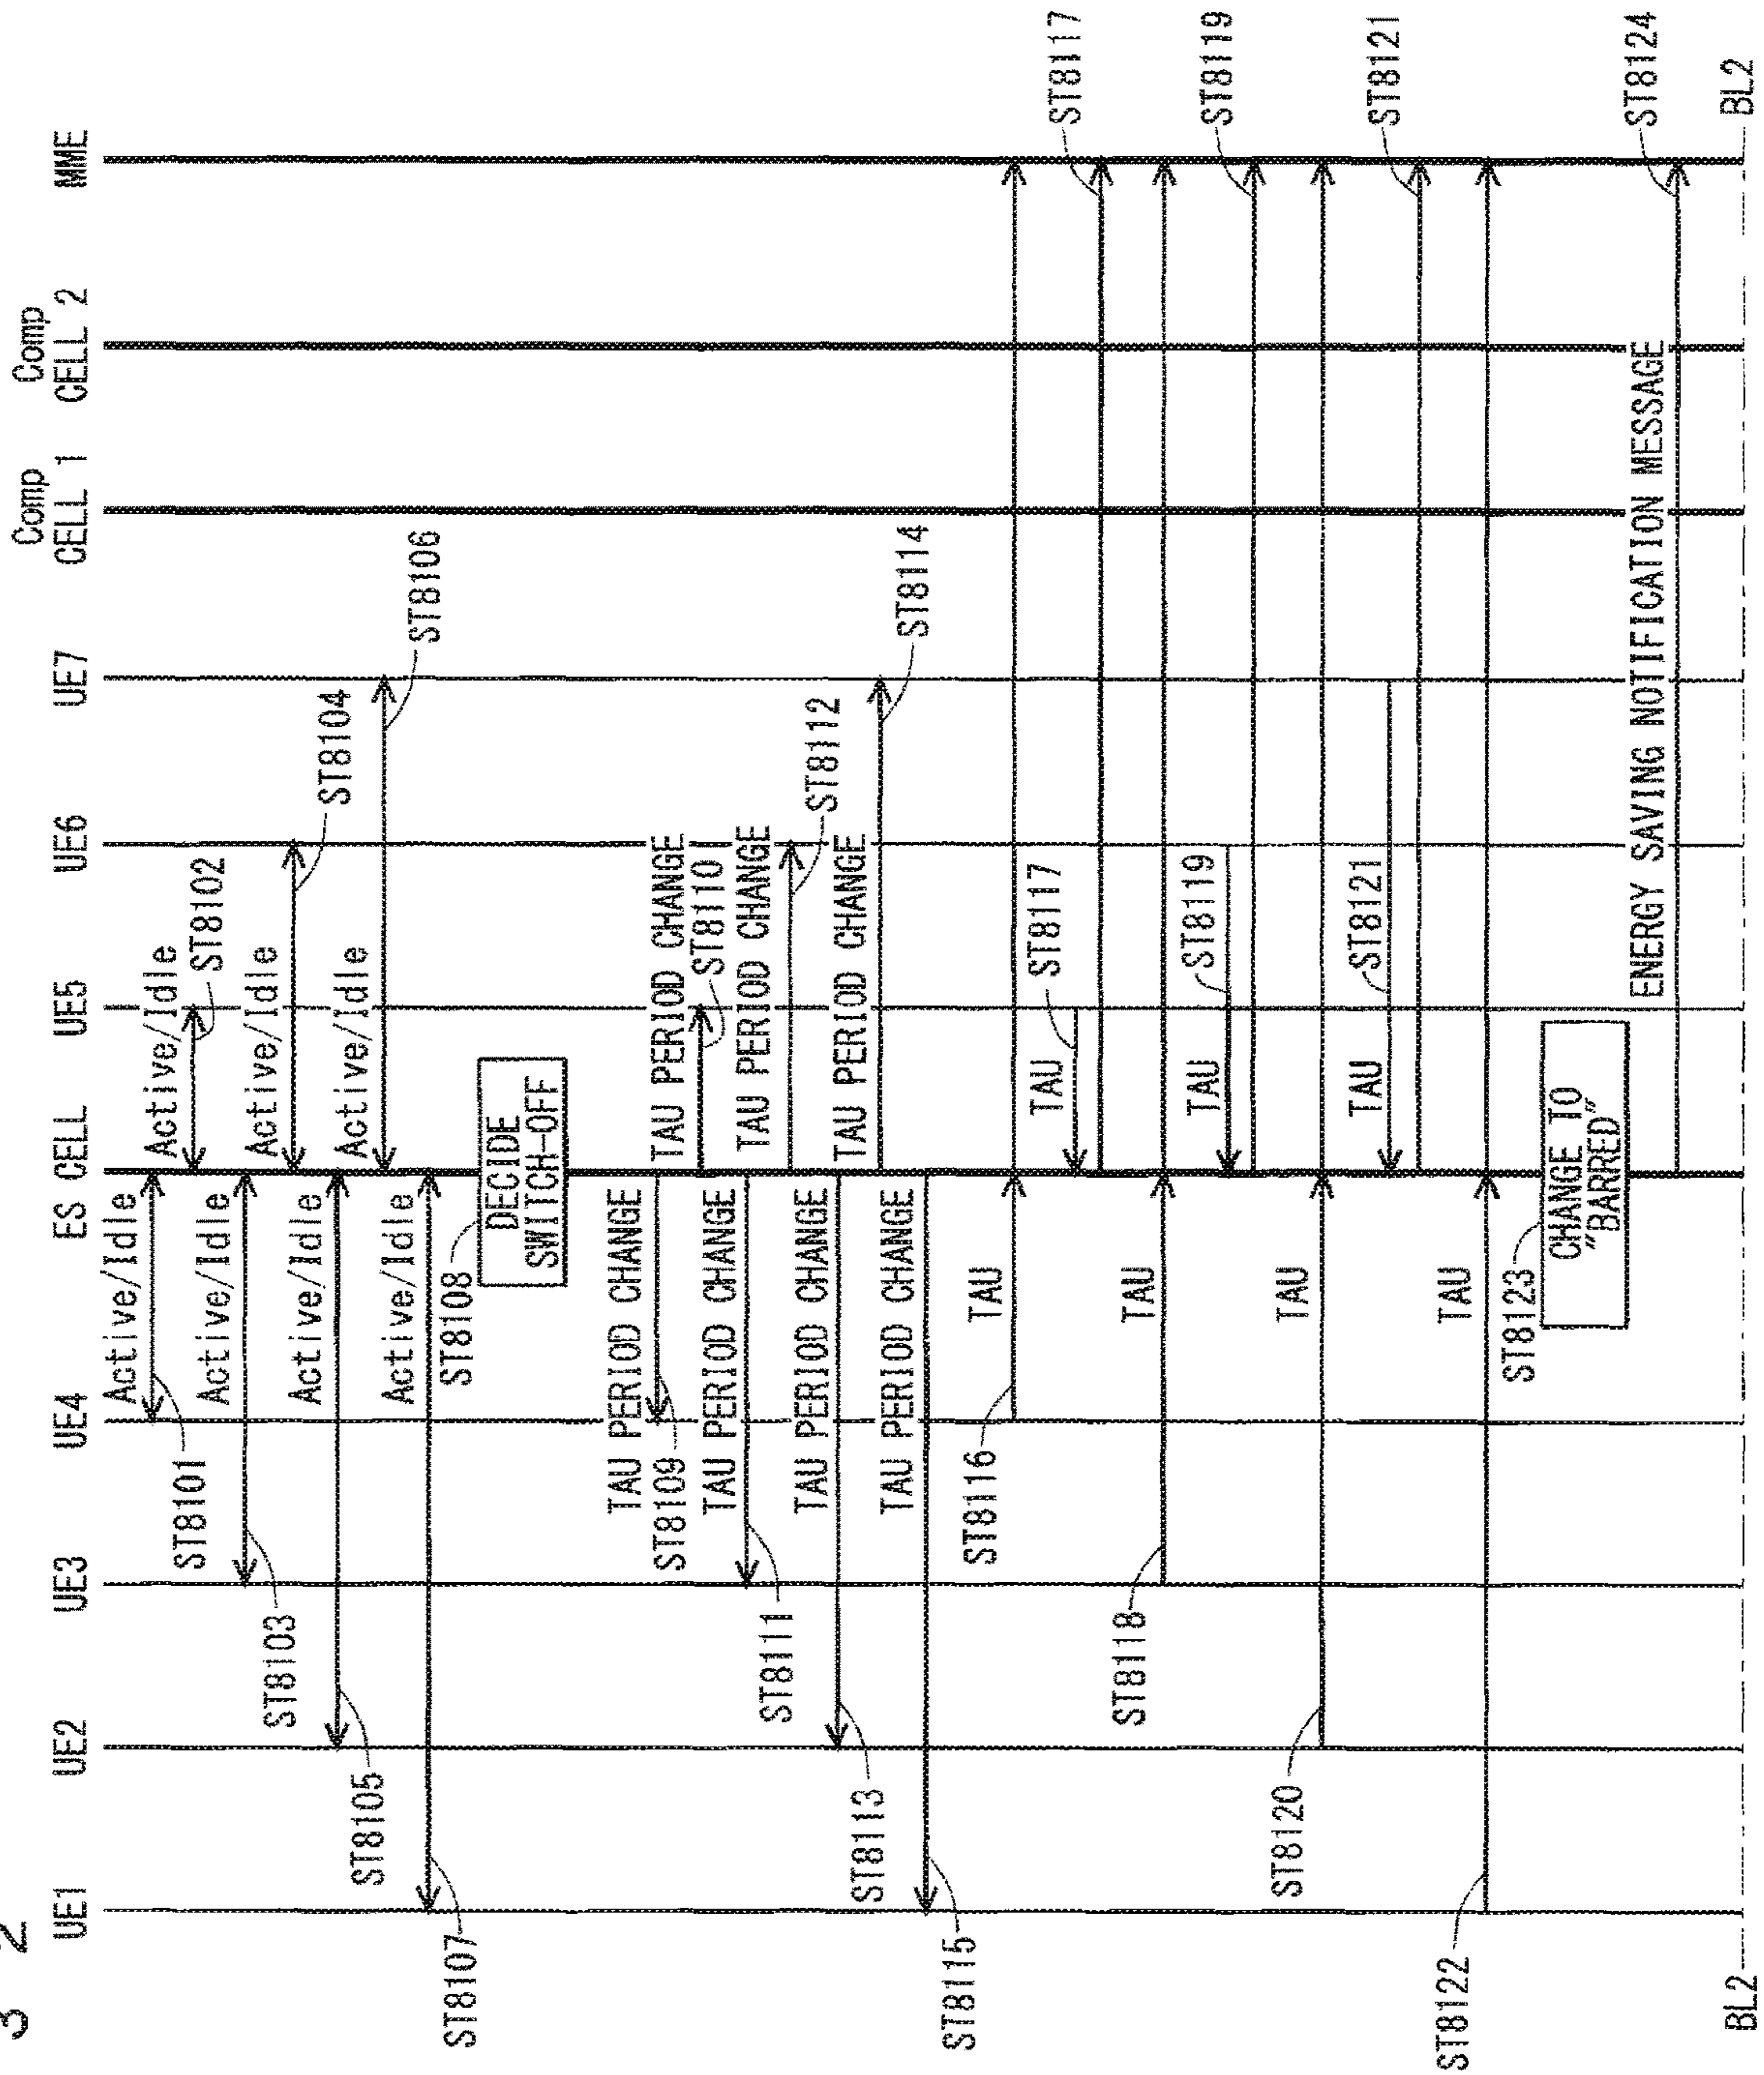 3 2
UE1
UE2
UE3
UE4
ES CELL
UE5
UE6
UE7
Comp
CELL 1
Comp
CELL 2
MME
Active/Idle
ST8101
Active/Idle
ST8102
Active/Idle
ST8103
Active/Idle
ST8104
Active/Idle
ST8105
Active/Idle
ST8106
Active/Idle
ST8107
ST8108
DECIDE
SWITCH-OFF
TAU PERIOD CHANGE
ST8109
TAU PERIOD CHANGE
ST8110
TAU PERIOD CHANGE
ST8111
TAU PERIOD CHANGE
ST8112
TAU PERIOD CHANGE
ST8113
TAU PERIOD CHANGE
ST8114
TAU PERIOD CHANGE
ST8115
TAU
ST8116
TAU
ST8117
ST8117
TAU
ST8118
TAU
ST8119
ST8119
TAU
ST8120
TAU
ST8121
ST8121
TAU
ST8122
ST8123
CHANGE TO
"BARRED"
ENERGY SAVING NOTIFICATION MESSAGE
ST8124
BL2
BL2